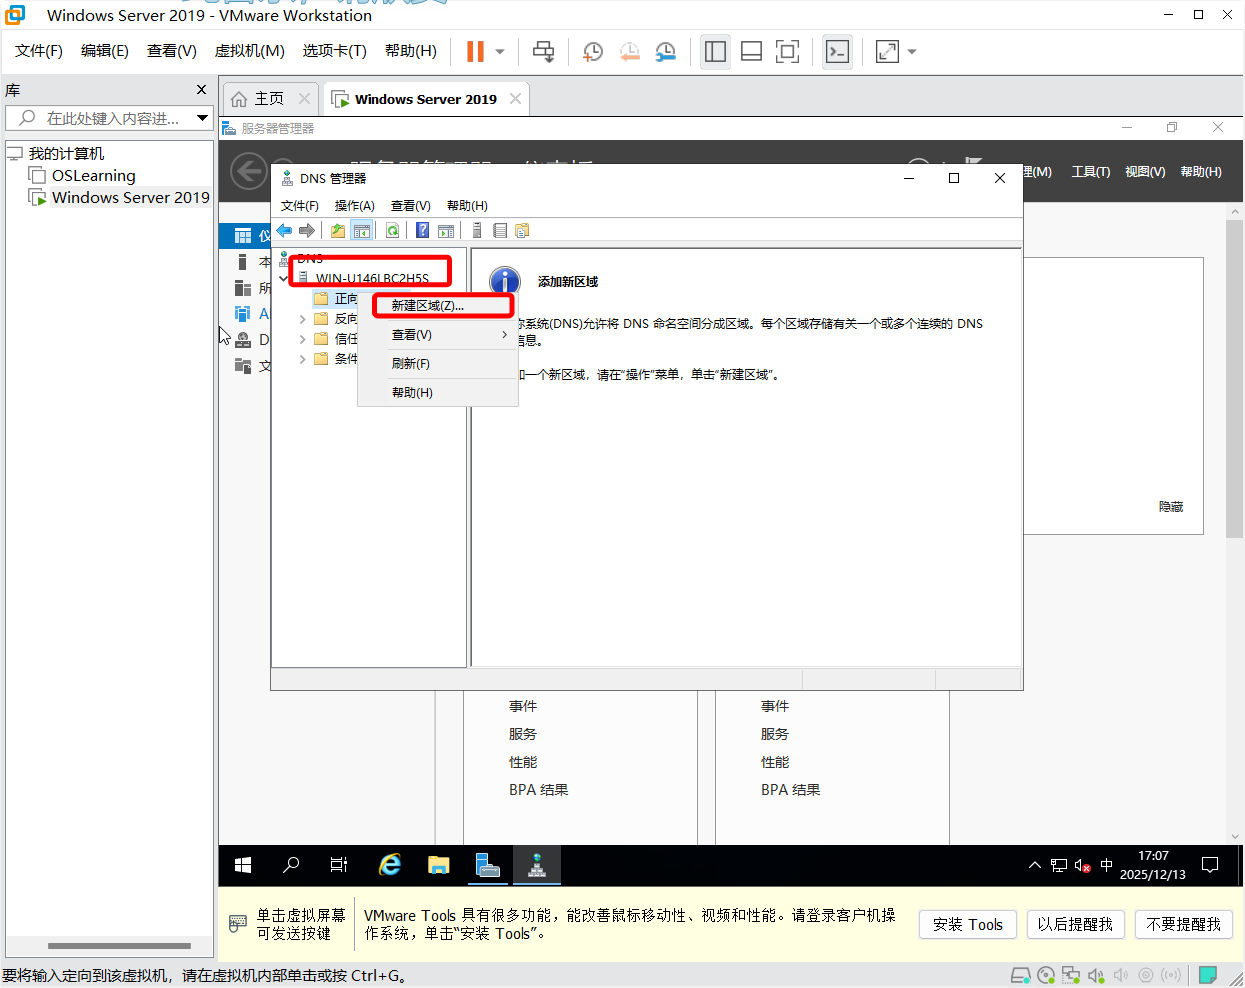 Windows Server 2019 - VMware Workstation
文件(F) 编辑(E) 查看(V) 虚拟机(M) 选项卡(T) 帮助(H)
库
在此处键入内容进...
我的计算机
OSLearning
Windows Server 2019
主页
Windows Server 2019
服务器管理器
理(M) 工具(T) 视图(V) 帮助(H)
DNS 管理器
文件(F) 操作(A) 查看(V) 帮助(H)
DNS
WIN-U146LBC2H5S
正向
反向
信任
条件
新建区域(Z)...
查看(V)
刷新(F)
帮助(H)
添加新区域
系统(DNS)允许将 DNS 命名空间分成区域。每个区域存储有关一个或多个连续的 DNS
信息。
一个新区域，请在“操作”菜单，单击“新建区域”。
仪
本
所
A
D
文
隐藏
事件
服务
性能
BPA 结果
事件
服务
性能
BPA 结果
中
17:07
2025/12/13
单击虚拟屏幕
可发送按键
VMware Tools 具有很多功能，能改善鼠标移动性、视频和性能。请登录客户机操
作系统，单击“安装 Tools”。
安装 Tools
以后提醒我
不要提醒我
要将输入定向到该虚拟机，请在虚拟机内部单击或按 Ctrl+G。